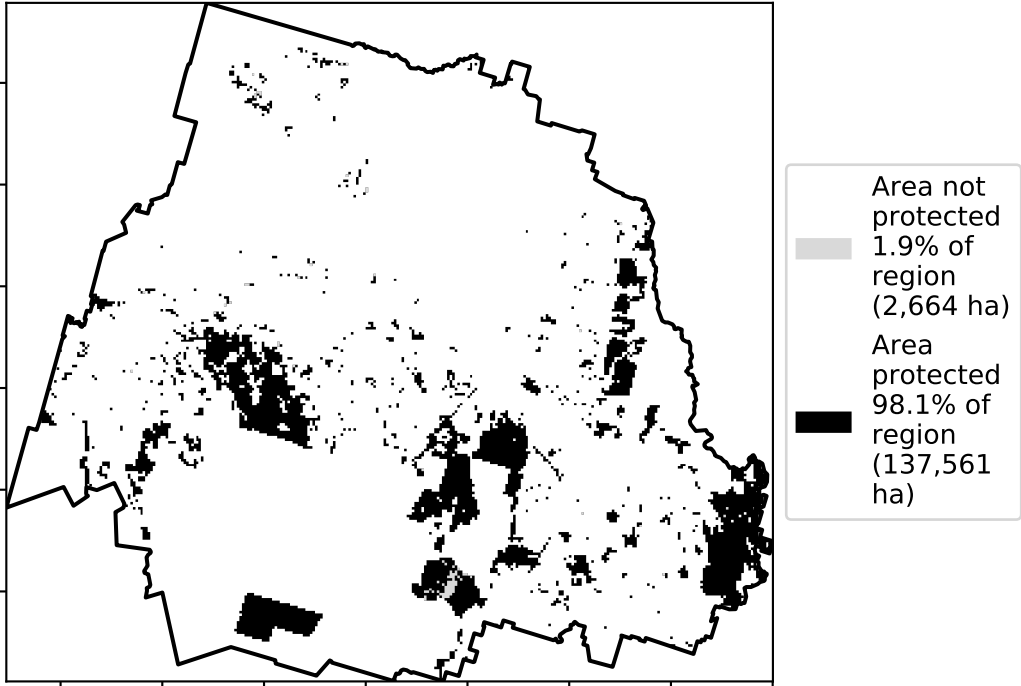 Area not
protected
1.9% of
region
(2,664 ha)
Area
protected
98.1% of
region
(137,561
ha)